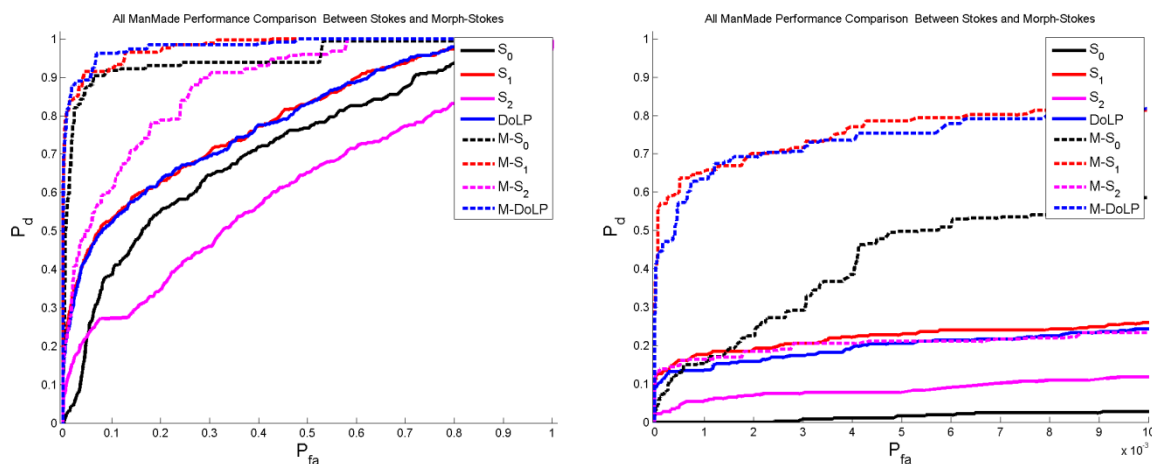 All ManMade Performance Comparison Between Stokes and Morph-Stokes
1
0.9
0.8
0.7
0.6
0.5
0.4
0.3
0.2
0.1
0
P_d
0 0.1 0.2 0.3 0.4 0.5 0.6 0.7 0.8 1
P_fa
S_0
S_1
S_2
DoLP
M-S_0
M-S_1
M-S_2
M-DoLP
All ManMade Performance Comparison Between Stokes and Morph-Stokes
1
0.9
0.8
0.7
0.6
0.5
0.4
0.3
0.2
0.1
0
P_d
0 1 2 3 4 5 6 7 8 9 10
x 10^-3
P_fa
S_0
S_1
S_2
DoLP
M-S_0
M-S_1
M-S_2
M-DoLP